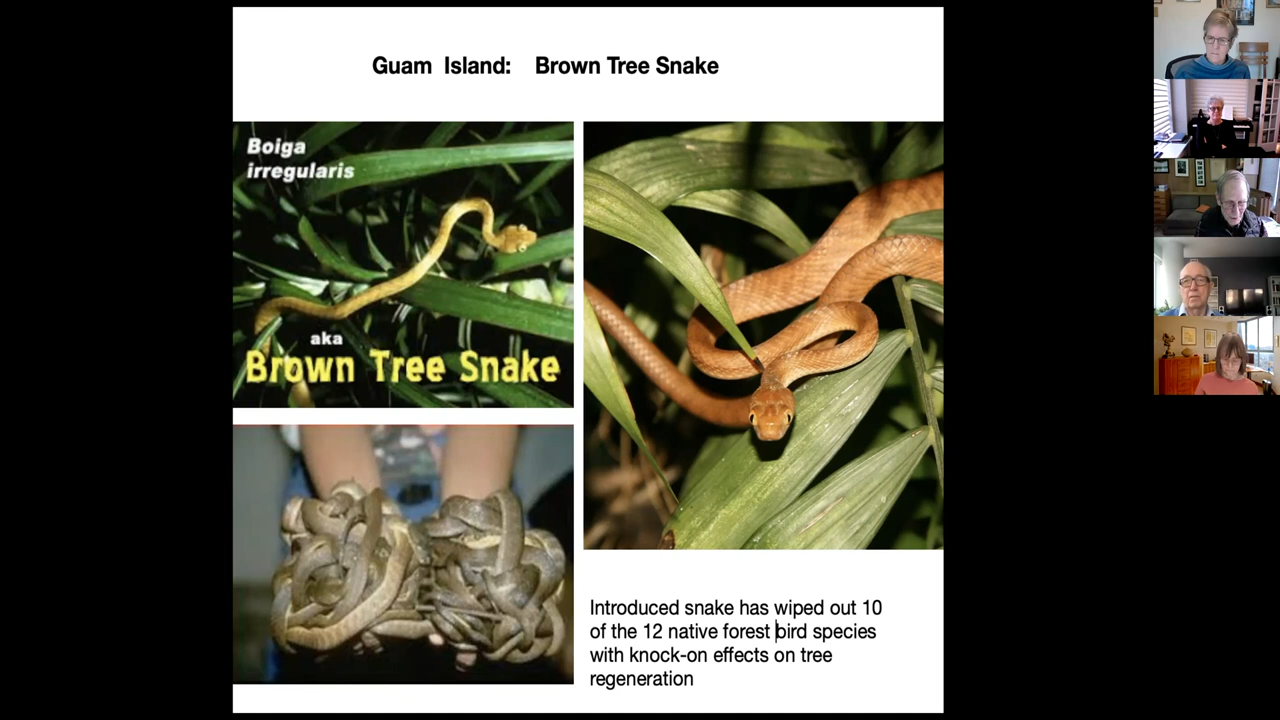 Guam Island: Brown Tree Snake
Boiga
irregularis
aka
Brown Tree Snake
Introduced snake has wiped out 10
of the 12 native forest bird species
with knock-on effects on tree
regeneration